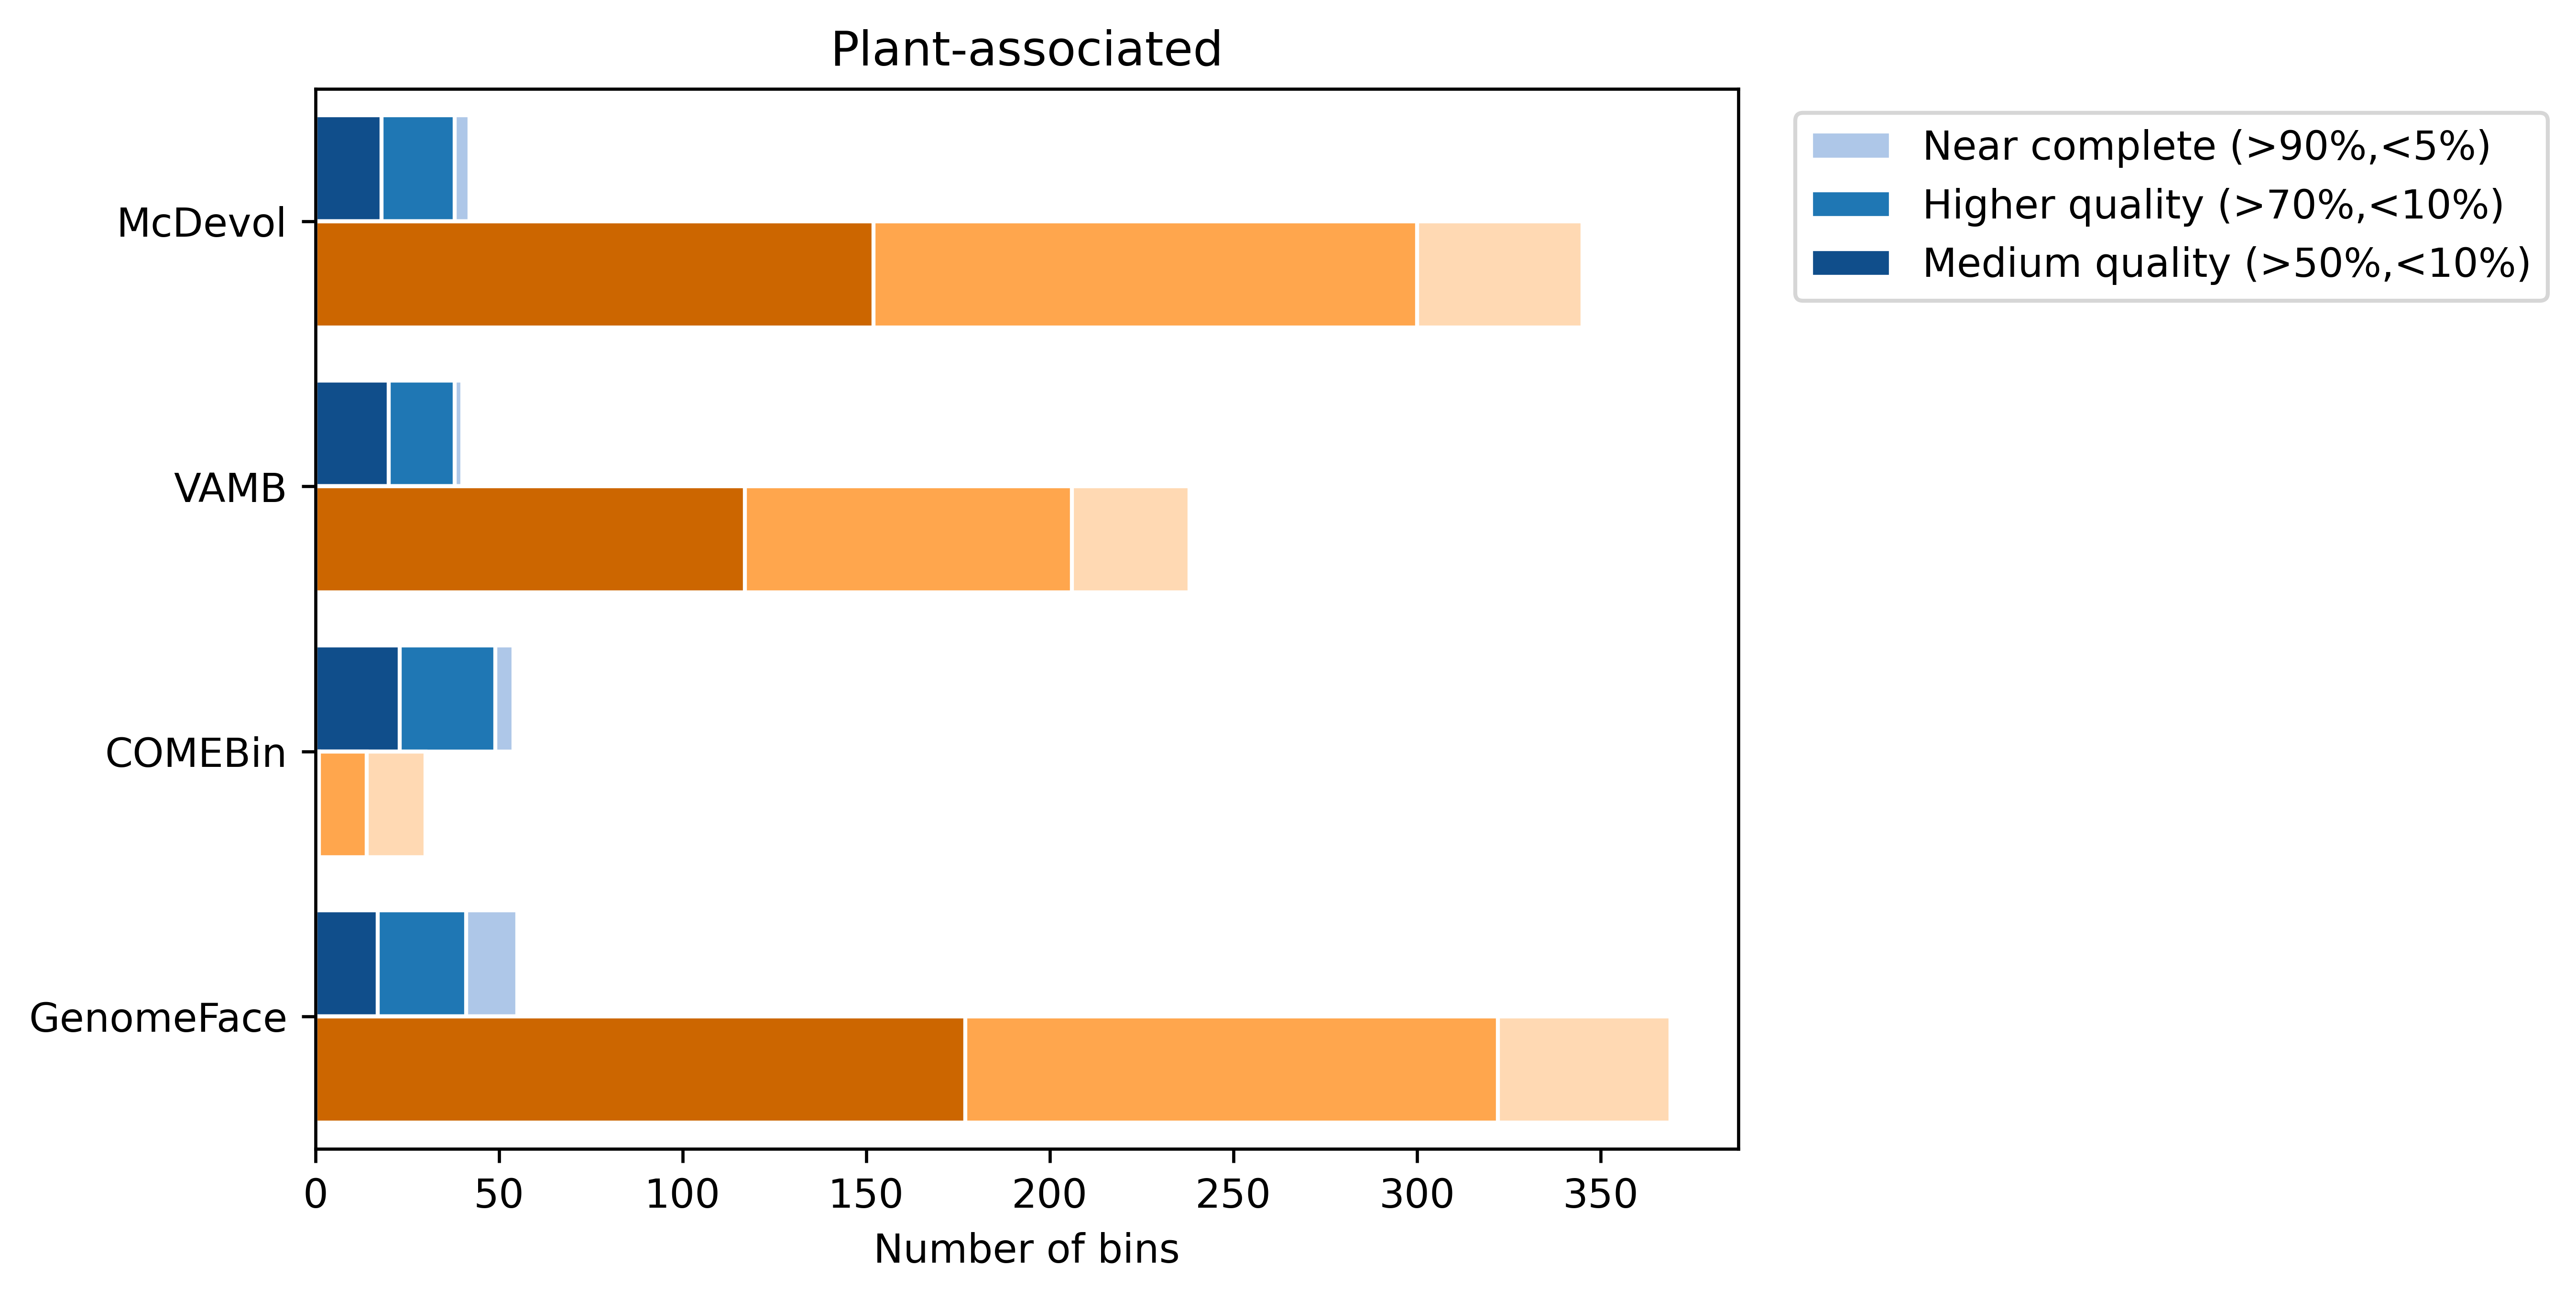 Plant-associated
McDevol
VAMB
COMEBin
GenomeFace
0 50 100 150 200 250 300 350
Number of bins
Near complete (>90%,<5%)
Higher quality (>70%,<10%)
Medium quality (>50%,<10%)